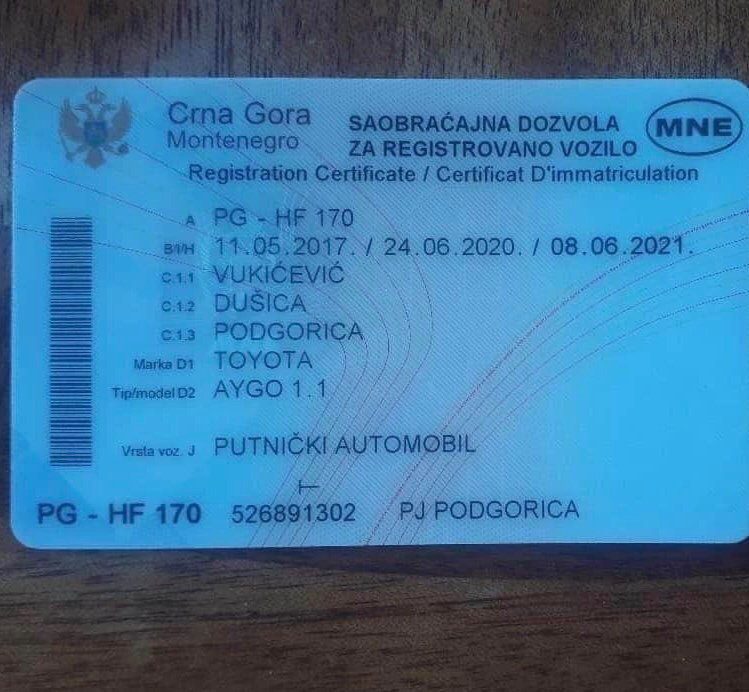 Crna Gora
Montenegro
SAOBRAĆAJNA DOZVOLA
ZA REGISTROVANO VOZILO
MNE
Registration Certificate / Certificat D'immatriculation
A PG - HF 170
B/I/H 11.05.2017. / 24.06.2020. / 08.06.2021.
C.1.1 VUKIĆEVIĆ
C.1.2 DUŠICA
C.1.3 PODGORICA
Marka D1 TOYOTA
Tip/model D2 AYGO 1.1
Vrsta voz. J PUTNIČKI AUTOMOBIL
PG - HF 170 526891302 PJ PODGORICA